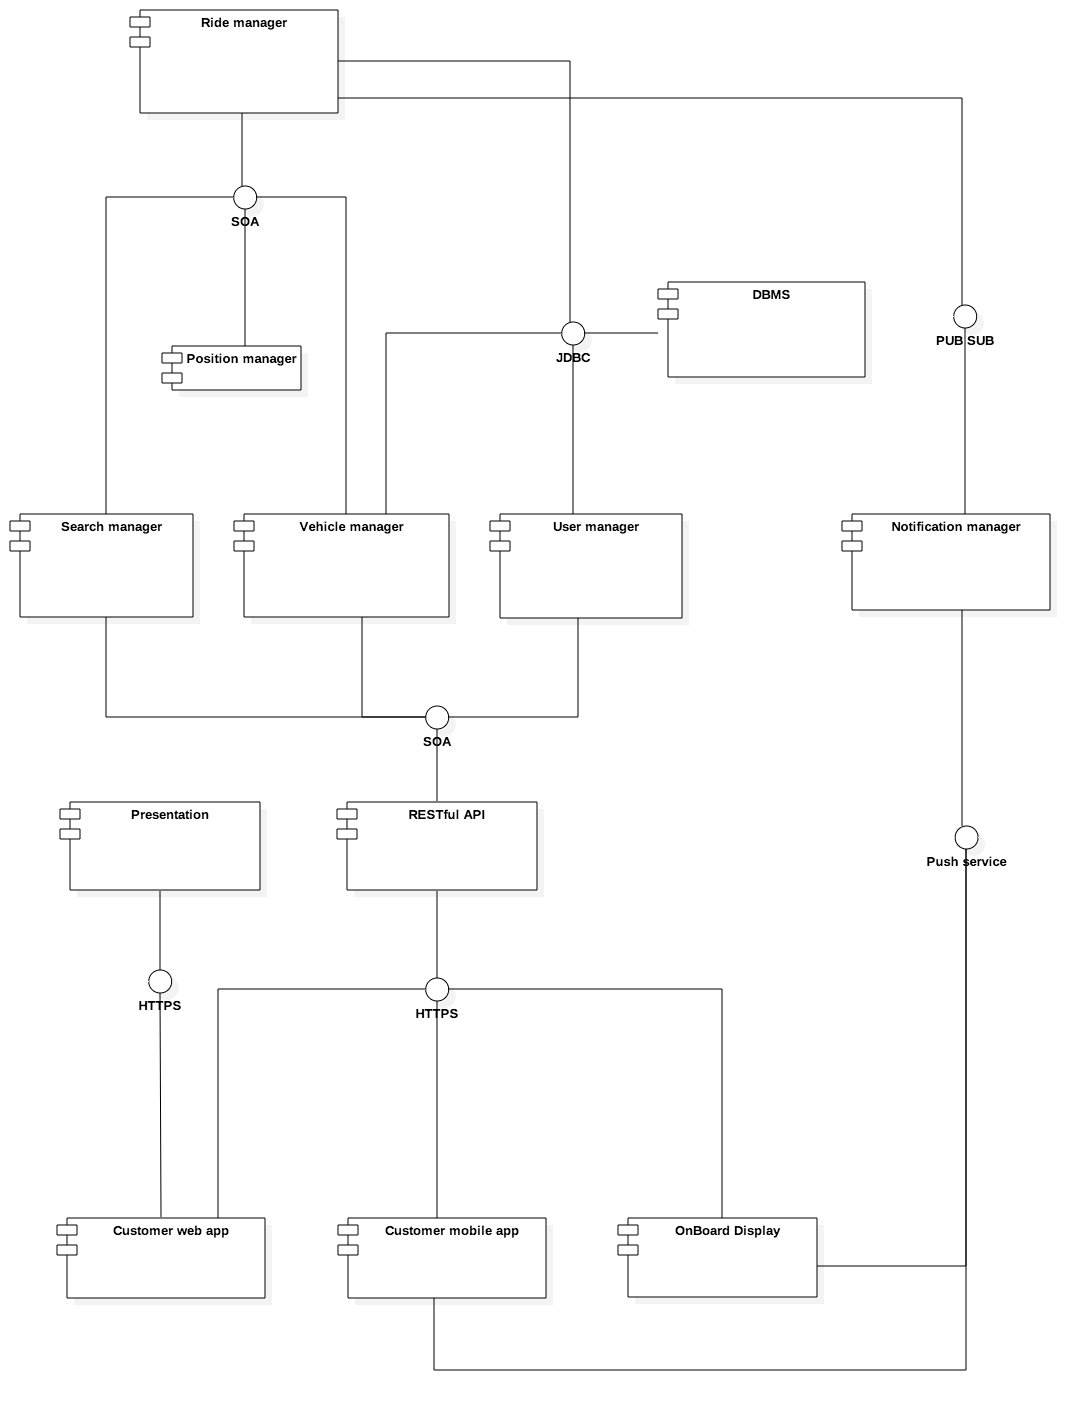 Ride manager
SOA
DBMS
PUB SUB
JDBC
Position manager
Search manager
Vehicle manager
User manager
Notification manager
SOA
Presentation
RESTful API
Push service
HTTPS
HTTPS
Customer web app
Customer mobile app
OnBoard Display